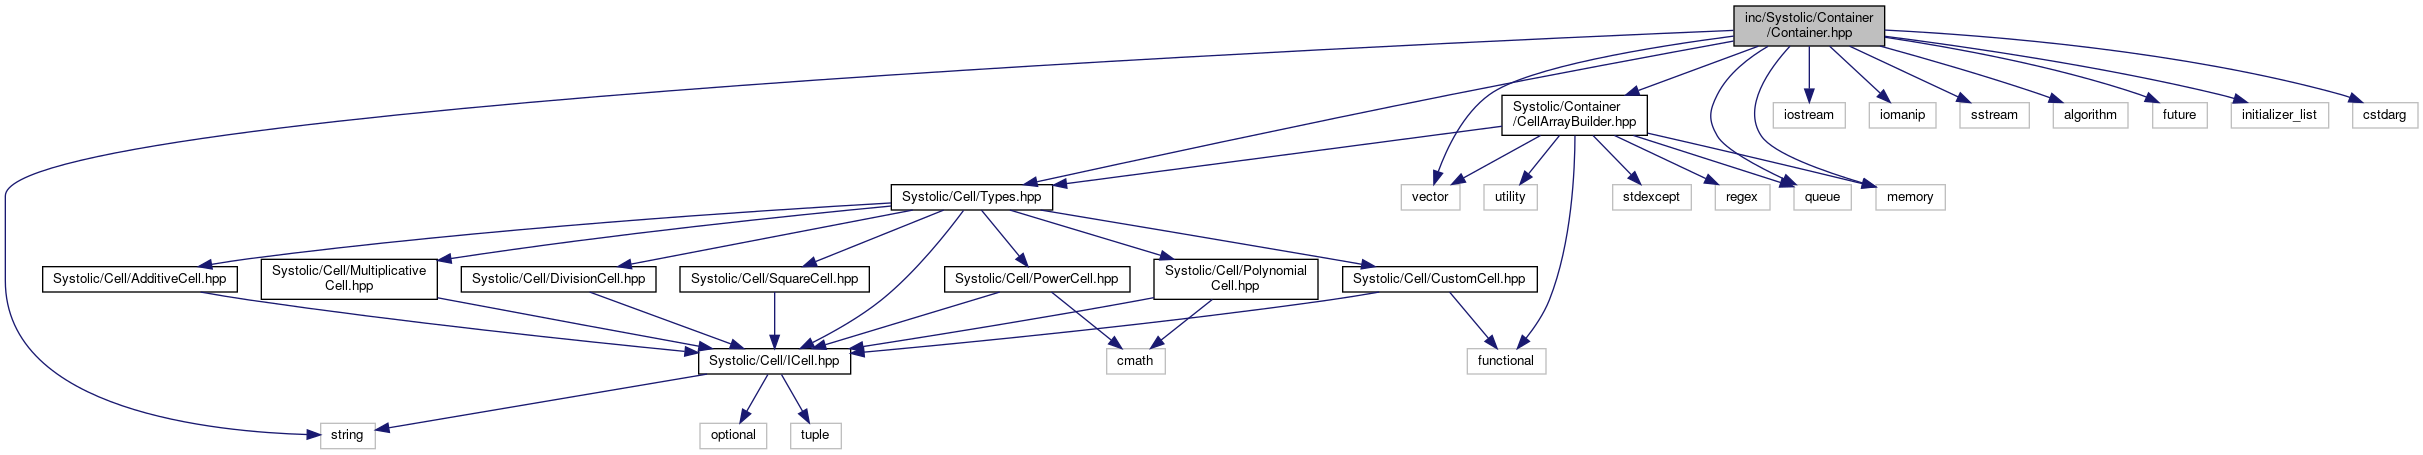 inc/Systolic/Container
/Container.hpp
Systolic/Container
/CellArrayBuilder.hpp
iostream
iomanip
sstream
algorithm
future
initializer_list
cstdarg
Systolic/Cell/Types.hpp
vector
utility
stdexcept
regex
queue
memory
Systolic/Cell/AdditiveCell.hpp
Systolic/Cell/Multiplicative
Cell.hpp
Systolic/Cell/DivisionCell.hpp
Systolic/Cell/SquareCell.hpp
Systolic/Cell/PowerCell.hpp
Systolic/Cell/Polynomial
Cell.hpp
Systolic/Cell/CustomCell.hpp
Systolic/Cell/ICell.hpp
cmath
functional
string
optional
tuple